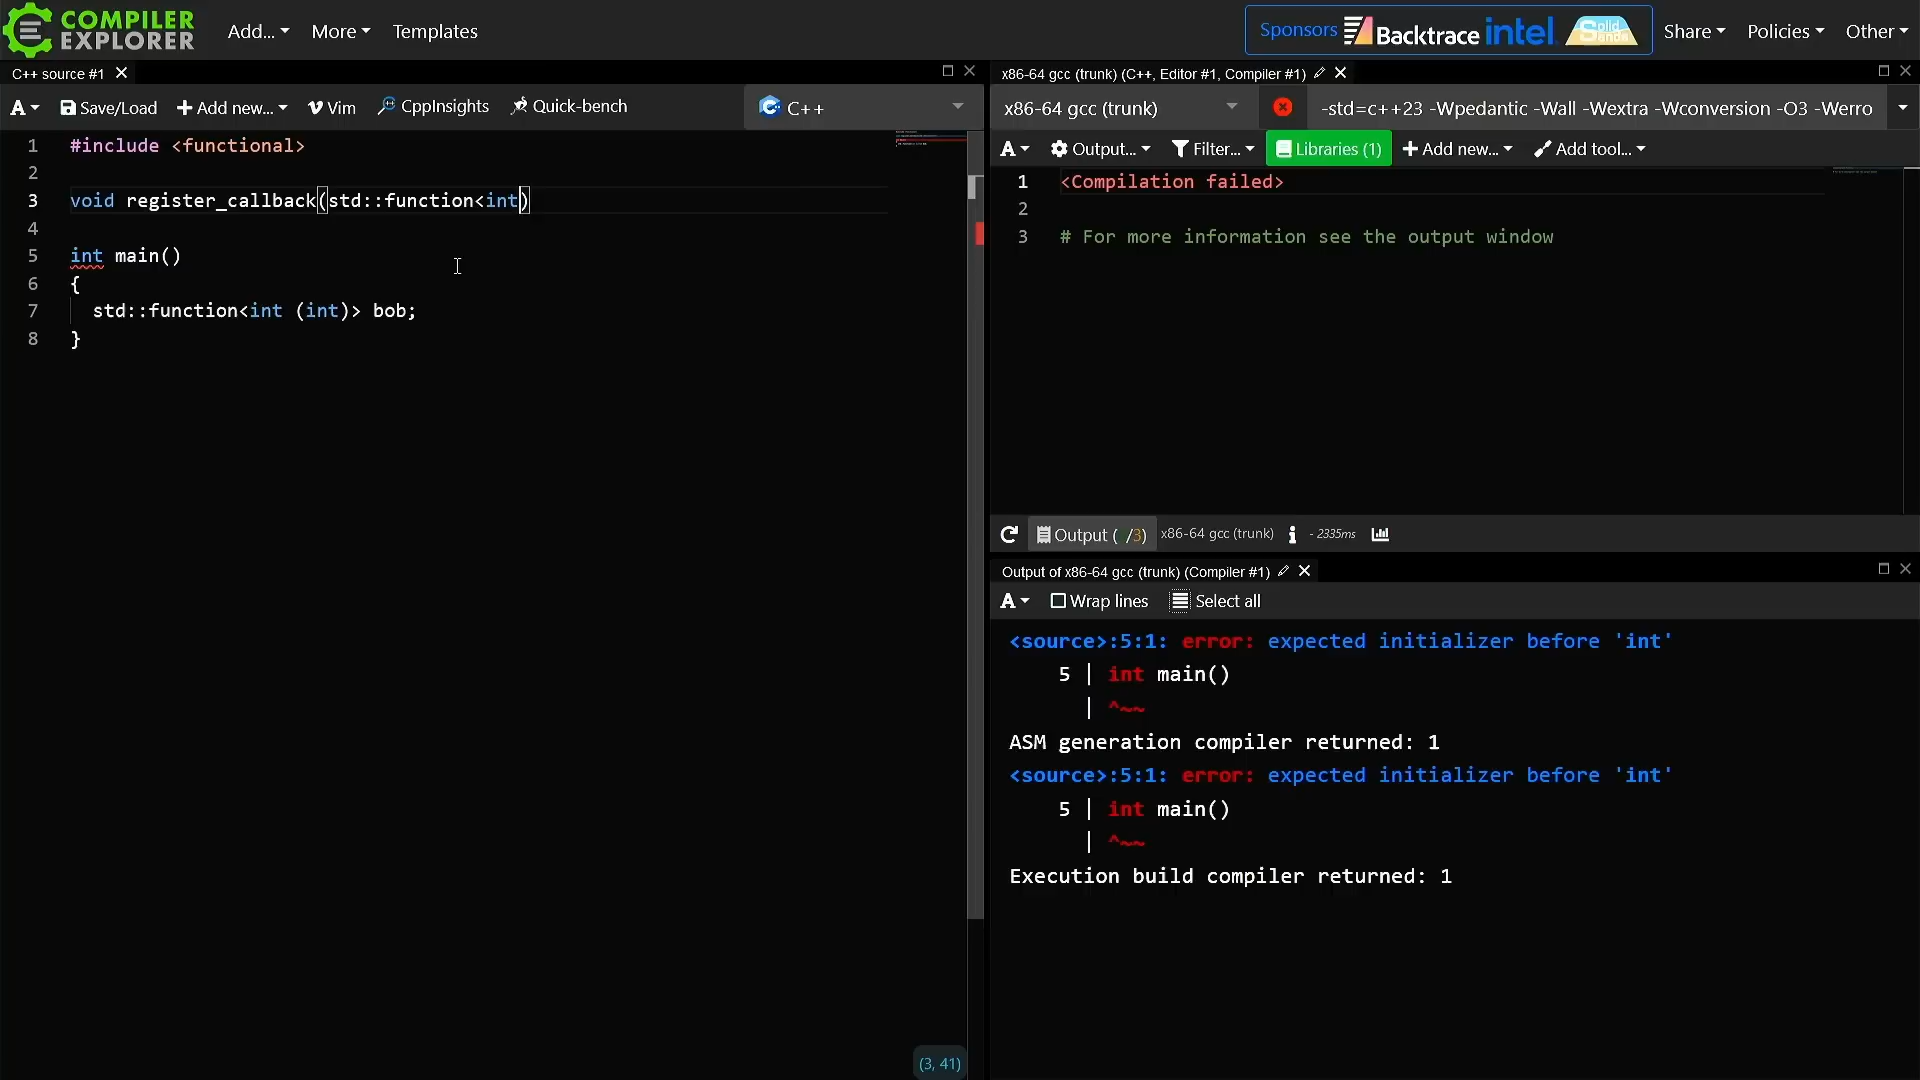 COMPILER
EXPLORER
Add...
More
Templates
Sponsors
Backtrace
intel.
Solid
Sands
Share
Policies
Other
C++ source #1
A
Save/Load
Add new...
Vim
CppInsights
Quick-bench
C++
1 #include <functional>
2
3 void register_callback(std::function<int)
4
5 int main()
6 {
7 std::function<int (int)> bob;
8 }
(3, 41)
x86-64 gcc (trunk) (C++, Editor #1, Compiler #1)
x86-64 gcc (trunk)
-std=c++23 -Wpedantic -Wall -Wextra -Wconversion -O3 -Werro
A
Output...
Filter...
Libraries (1)
Add new...
Add tool...
1 <Compilation failed>
2
3 # For more information see the output window
Output ( /3)
x86-64 gcc (trunk)
- 2335ms
Output of x86-64 gcc (trunk) (Compiler #1)
A
Wrap lines
Select all
<source>:5:1: error: expected initializer before 'int'
5 | int main()
| ^~~
ASM generation compiler returned: 1
<source>:5:1: error: expected initializer before 'int'
5 | int main()
| ^~~
Execution build compiler returned: 1